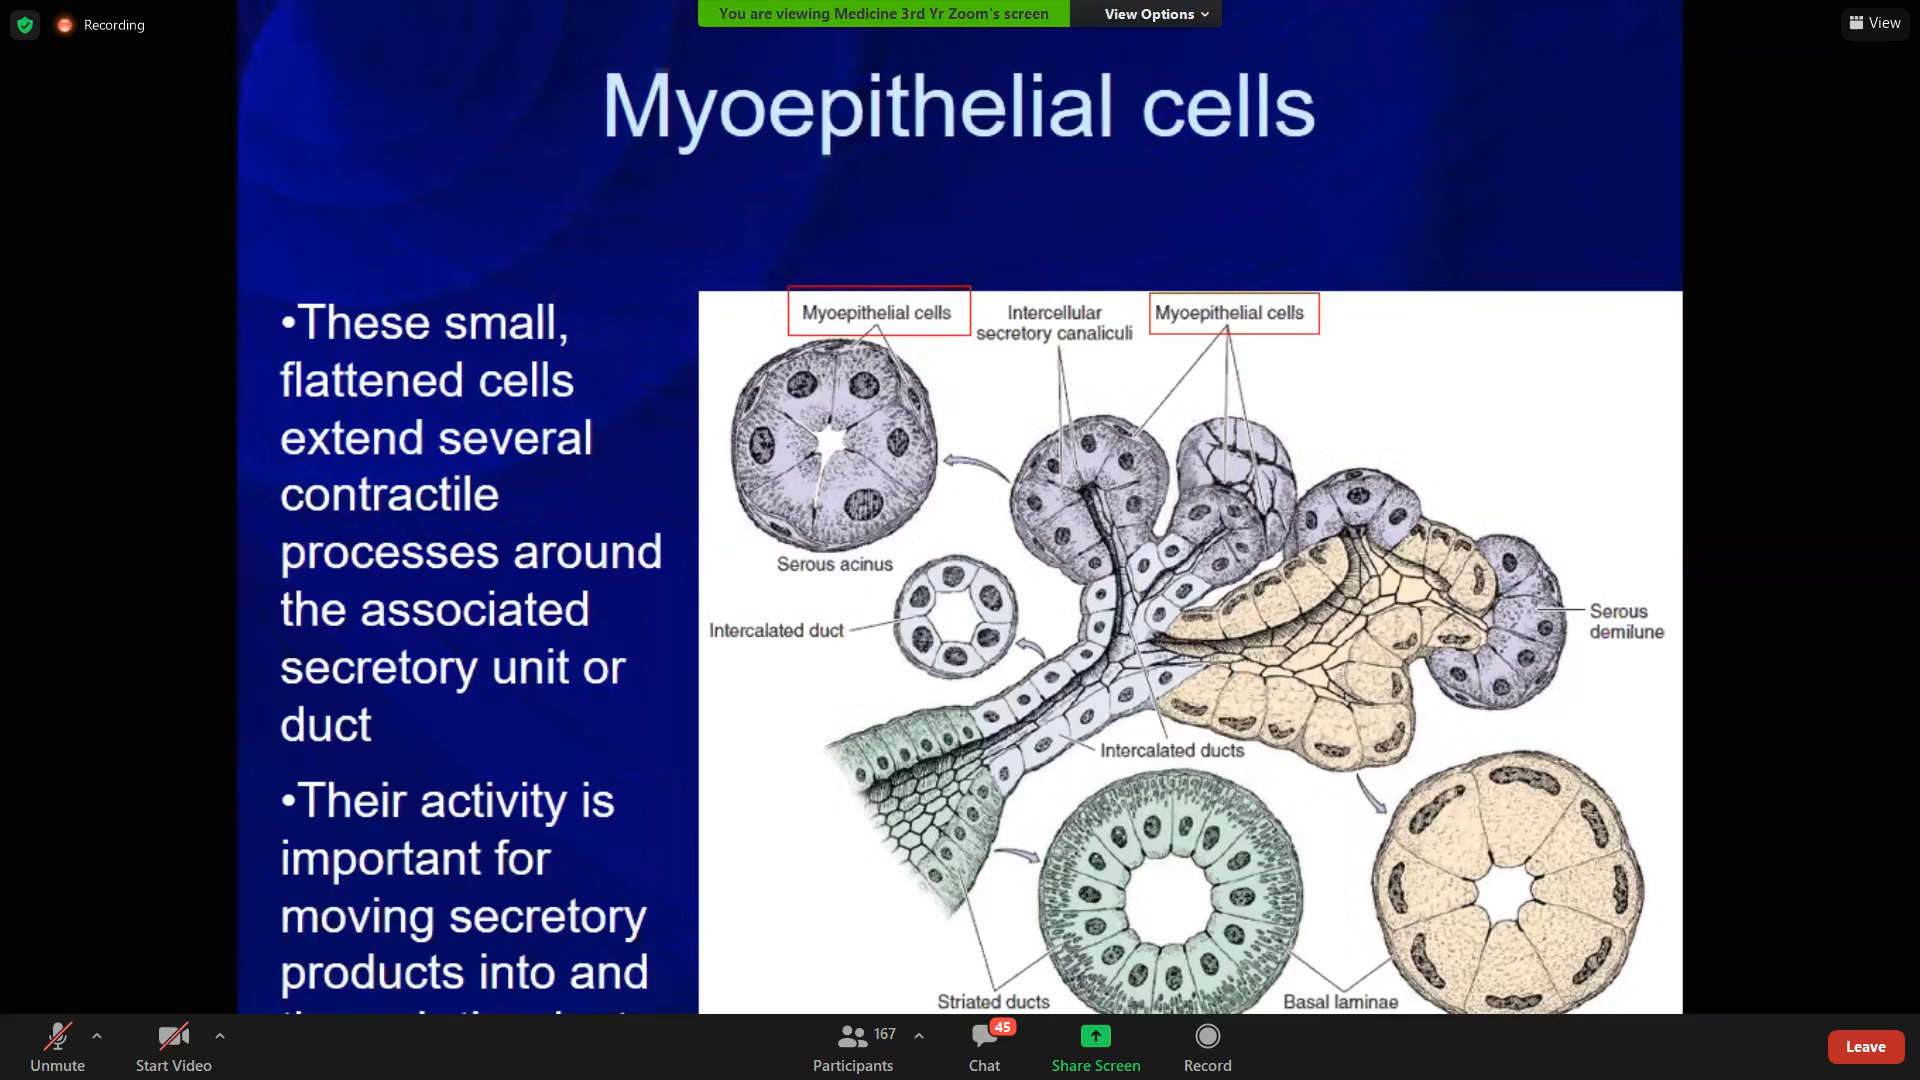 Recording
You are viewing Medicine 3rd Yr Zoom's screen
View Options
View
Myoepithelial cells
•These small,
flattened cells
extend several
contractile
processes around
the associated
secretory unit or
duct
•Their activity is
important for
moving secretory
products into and
Myoepithelial cells
Intercellular
secretory canaliculi
Myoepithelial cells
Serous acinus
Intercalated duct
Serous
demilune
Intercalated ducts
Striated ducts
Basal laminae
Unmute
Start Video
167
Participants
45
Chat
Share Screen
Record
Leave